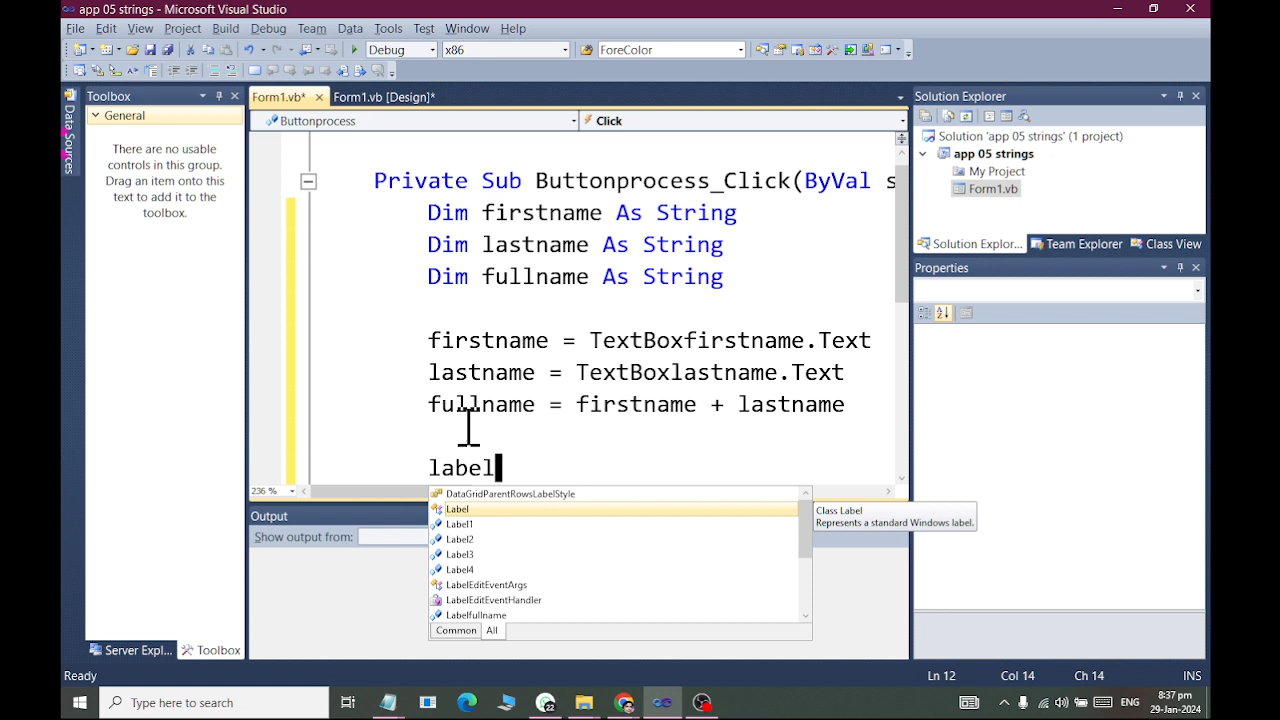 app 05 strings - Microsoft Visual Studio
File Edit View Project Build Debug Team Data Tools Test Window Help
Debug x86 ForeColor
Toolbox
General
There are no usable
controls in this group.
Drag an item onto this
text to add it to the
toolbox.
Data Sources
Server Expl... Toolbox
Form1.vb* Form1.vb [Design]*
Buttonprocess Click
Private Sub Buttonprocess_Click(ByVal s
Dim firstname As String
Dim lastname As String
Dim fullname As String
firstname = TextBoxfirstname.Text
lastname = TextBoxlastname.Text
fullname = firstname + lastname
label
236 %
DataGridParentRowsLabelStyle
Label
Label1
Label2
Label3
Label4
LabelEditEventArgs
LabelEditEventHandler
Labelfullname
Common All
Class Label
Represents a standard Windows label.
Output
Show output from:
Solution Explorer
Solution 'app 05 strings' (1 project)
app 05 strings
My Project
Form1.vb
Solution Explor... Team Explorer Class View
Properties
Ready Ln 12 Col 14 Ch 14 INS
Type here to search
22
ENG
8:37 pm
29-Jan-2024